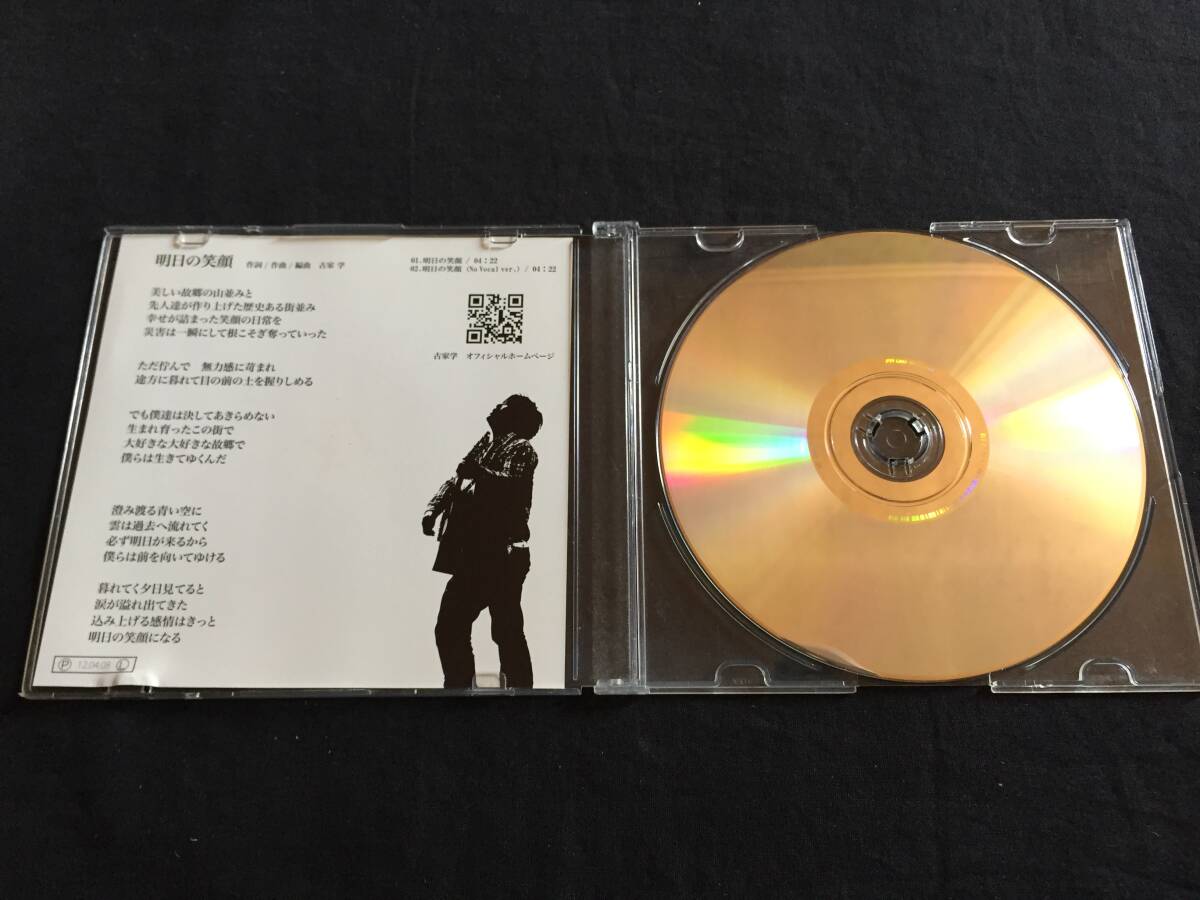 明日の笑顔 作詞/作曲/編曲 古家 学
01.明日の笑顔 / 04:22
02.明日の笑顔 (No Vocal ver.) / 04:22
古家学 オフィシャルホームページ
美しい故郷の山並みと
先人達が作り上げた歴史ある街並み
幸せが詰まった笑顔の日常を
災害は一瞬にして根こそぎ奪っていった
ただ佇んで 無力感に苛まれ
途方に暮れて目の前の土を握りしめる
でも僕達は決してあきらめない
生まれ育ったこの街で
大好きな大好きな故郷で
僕らは生きてゆくんだ
澄み渡る青い空に
雲は過去へ流れてく
必ず明日が来るから
僕らは前を向いてゆける
暮れてく夕日見てると
涙が溢れ出てきた
込み上げる感情はきっと
明日の笑顔になる
Ⓟ 12.04.08 Ⓛ